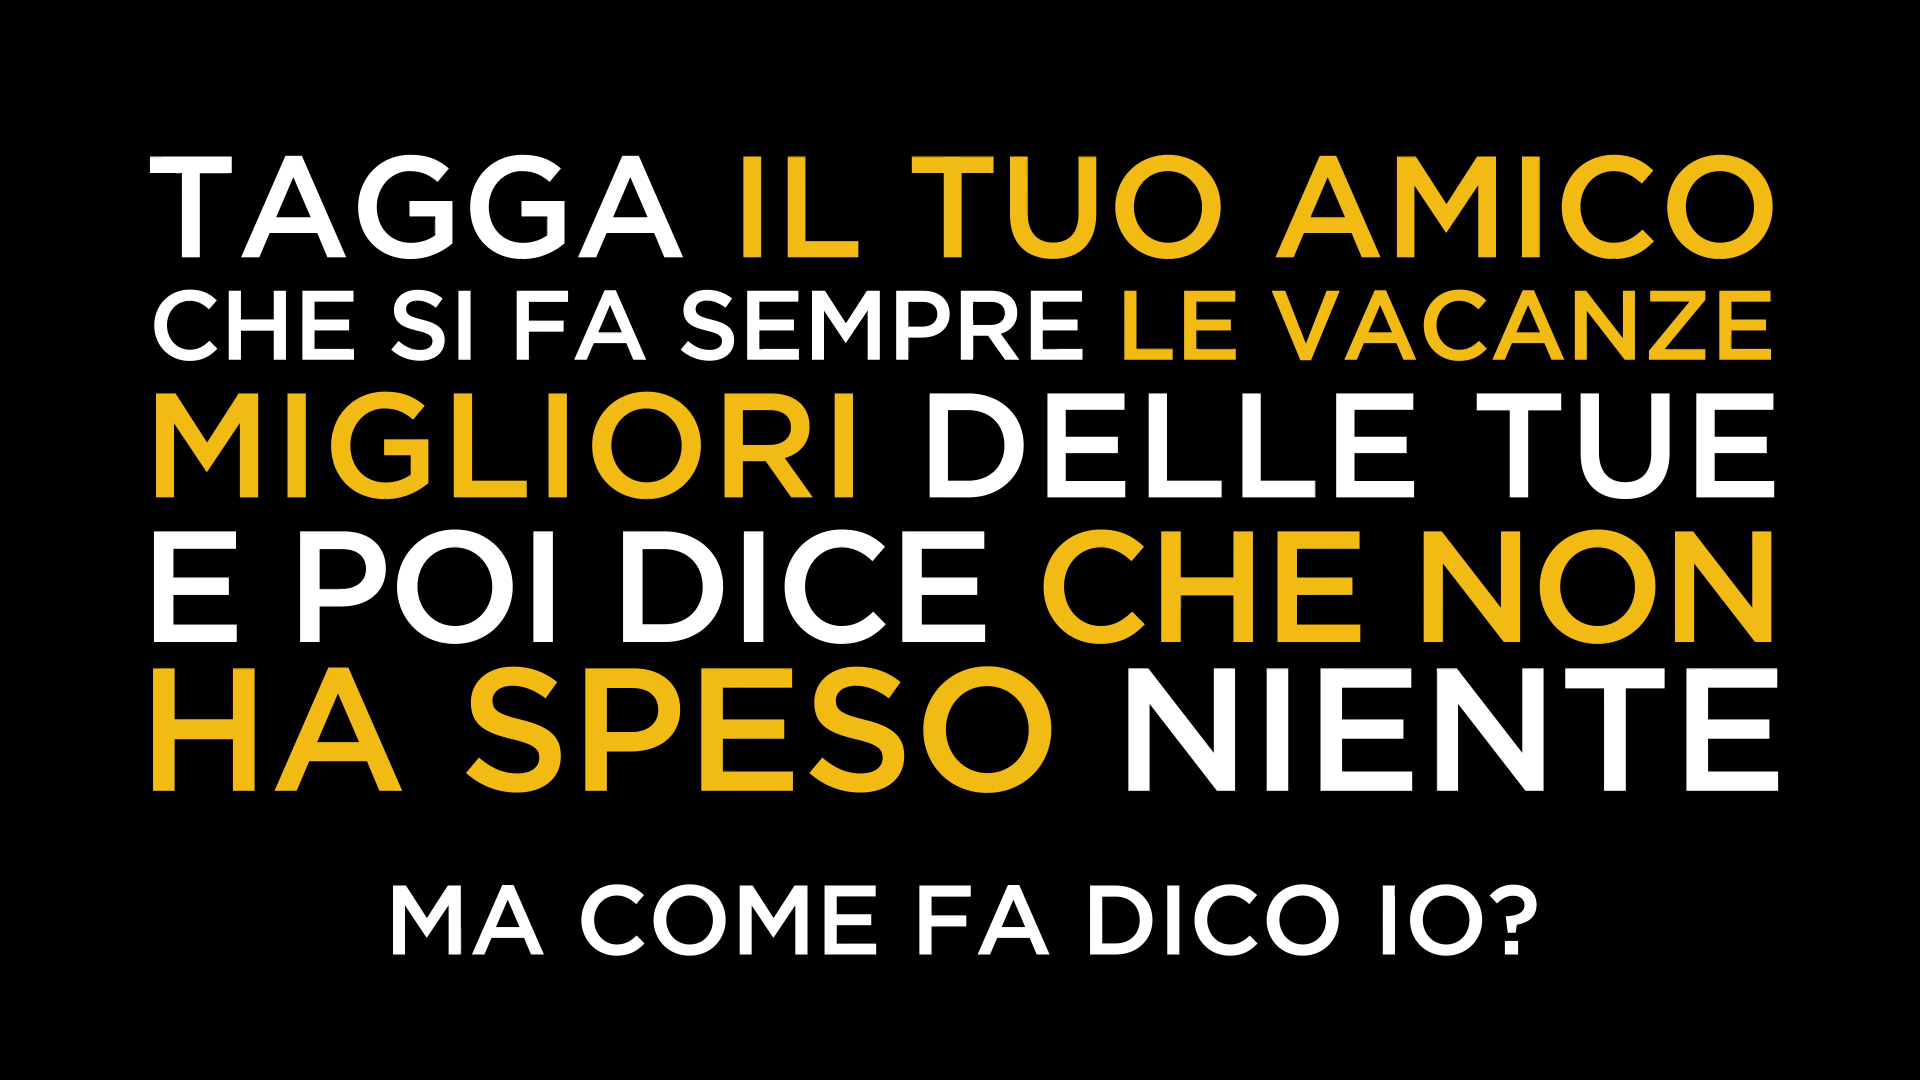 TAGGA IL TUO AMICO
CHE SI FA SEMPRE LE VACANZE
MIGLIORI DELLE TUE
E POI DICE CHE NON
HA SPESO NIENTE
MA COME FA DICO IO?